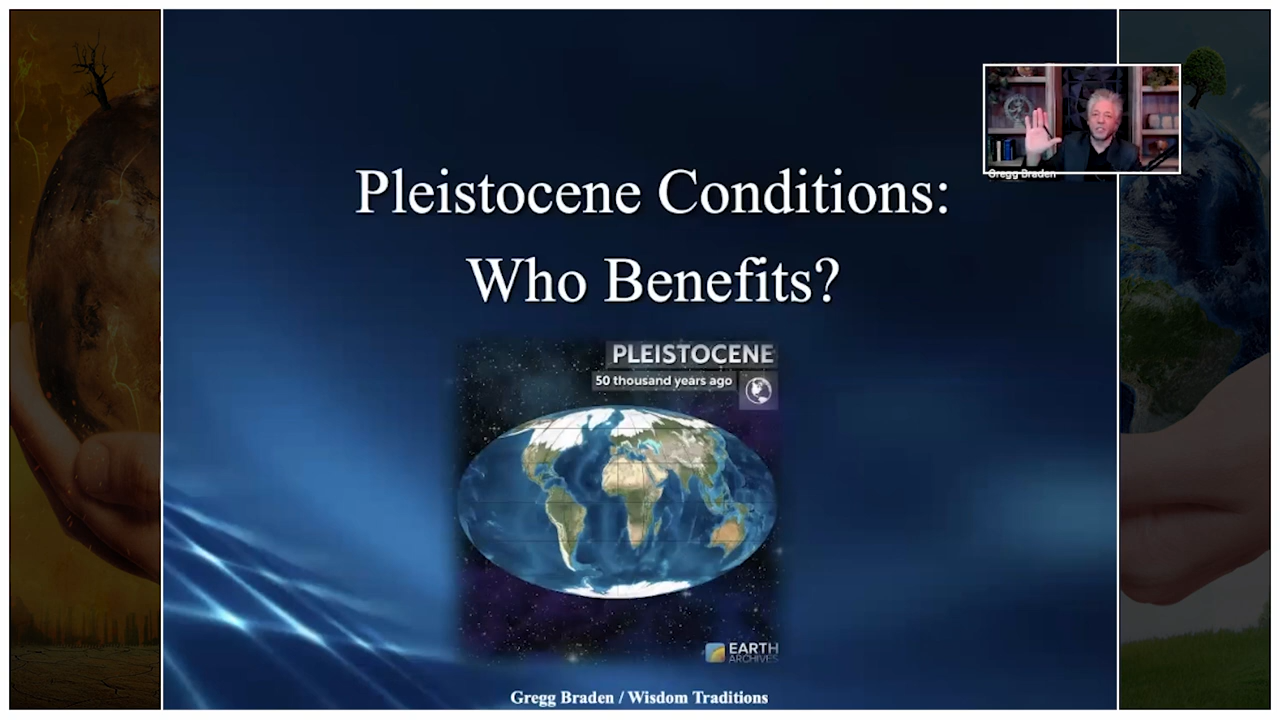 Pleistocene Conditions:
Who Benefits?
Gregg Braden
PLEISTOCENE
50 thousand years ago
EARTH
ARCHIVES
Gregg Braden / Wisdom Traditions